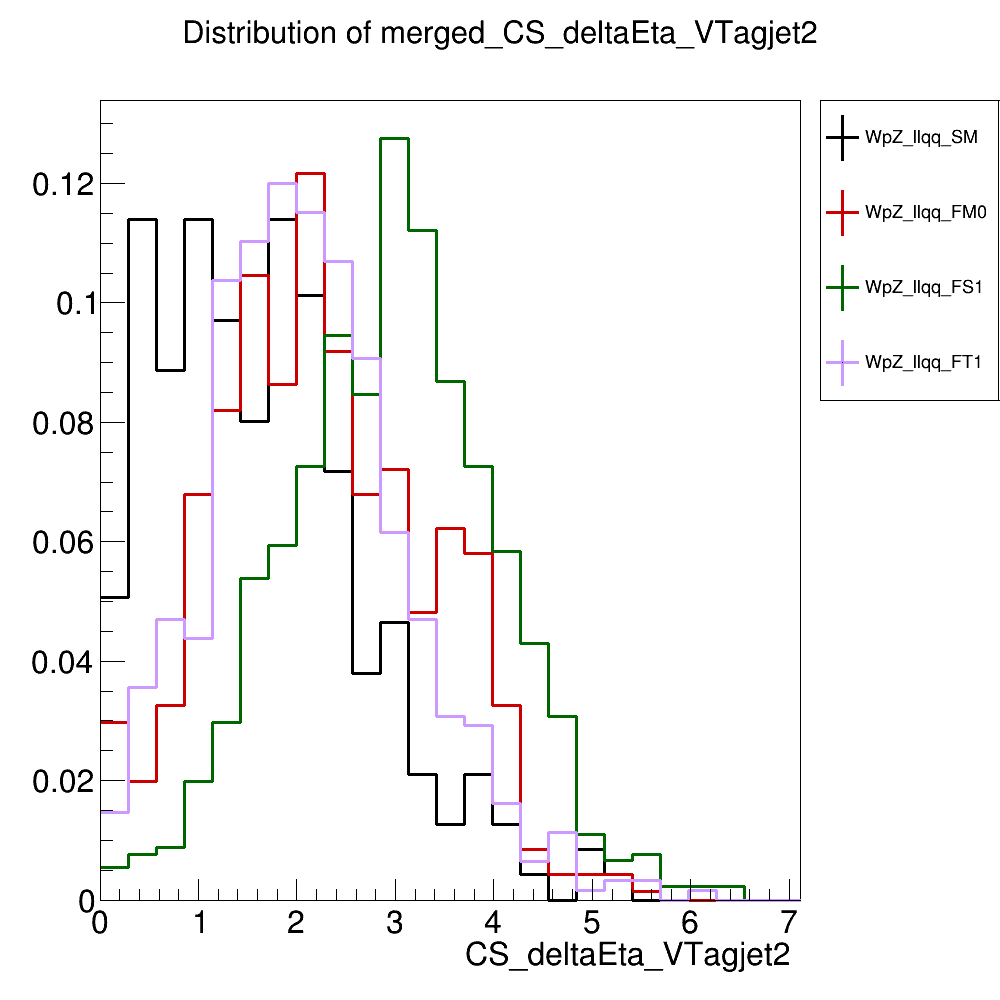 Distribution of merged_CS_deltaEta_VTagjet2
WpZ_llqq_SM
WpZ_llqq_FM0
WpZ_llqq_FS1
WpZ_llqq_FT1
0.12
0.1
0.08
0.06
0.04
0.02
0
0 1 2 3 4 5 6 7
CS_deltaEta_VTagjet2